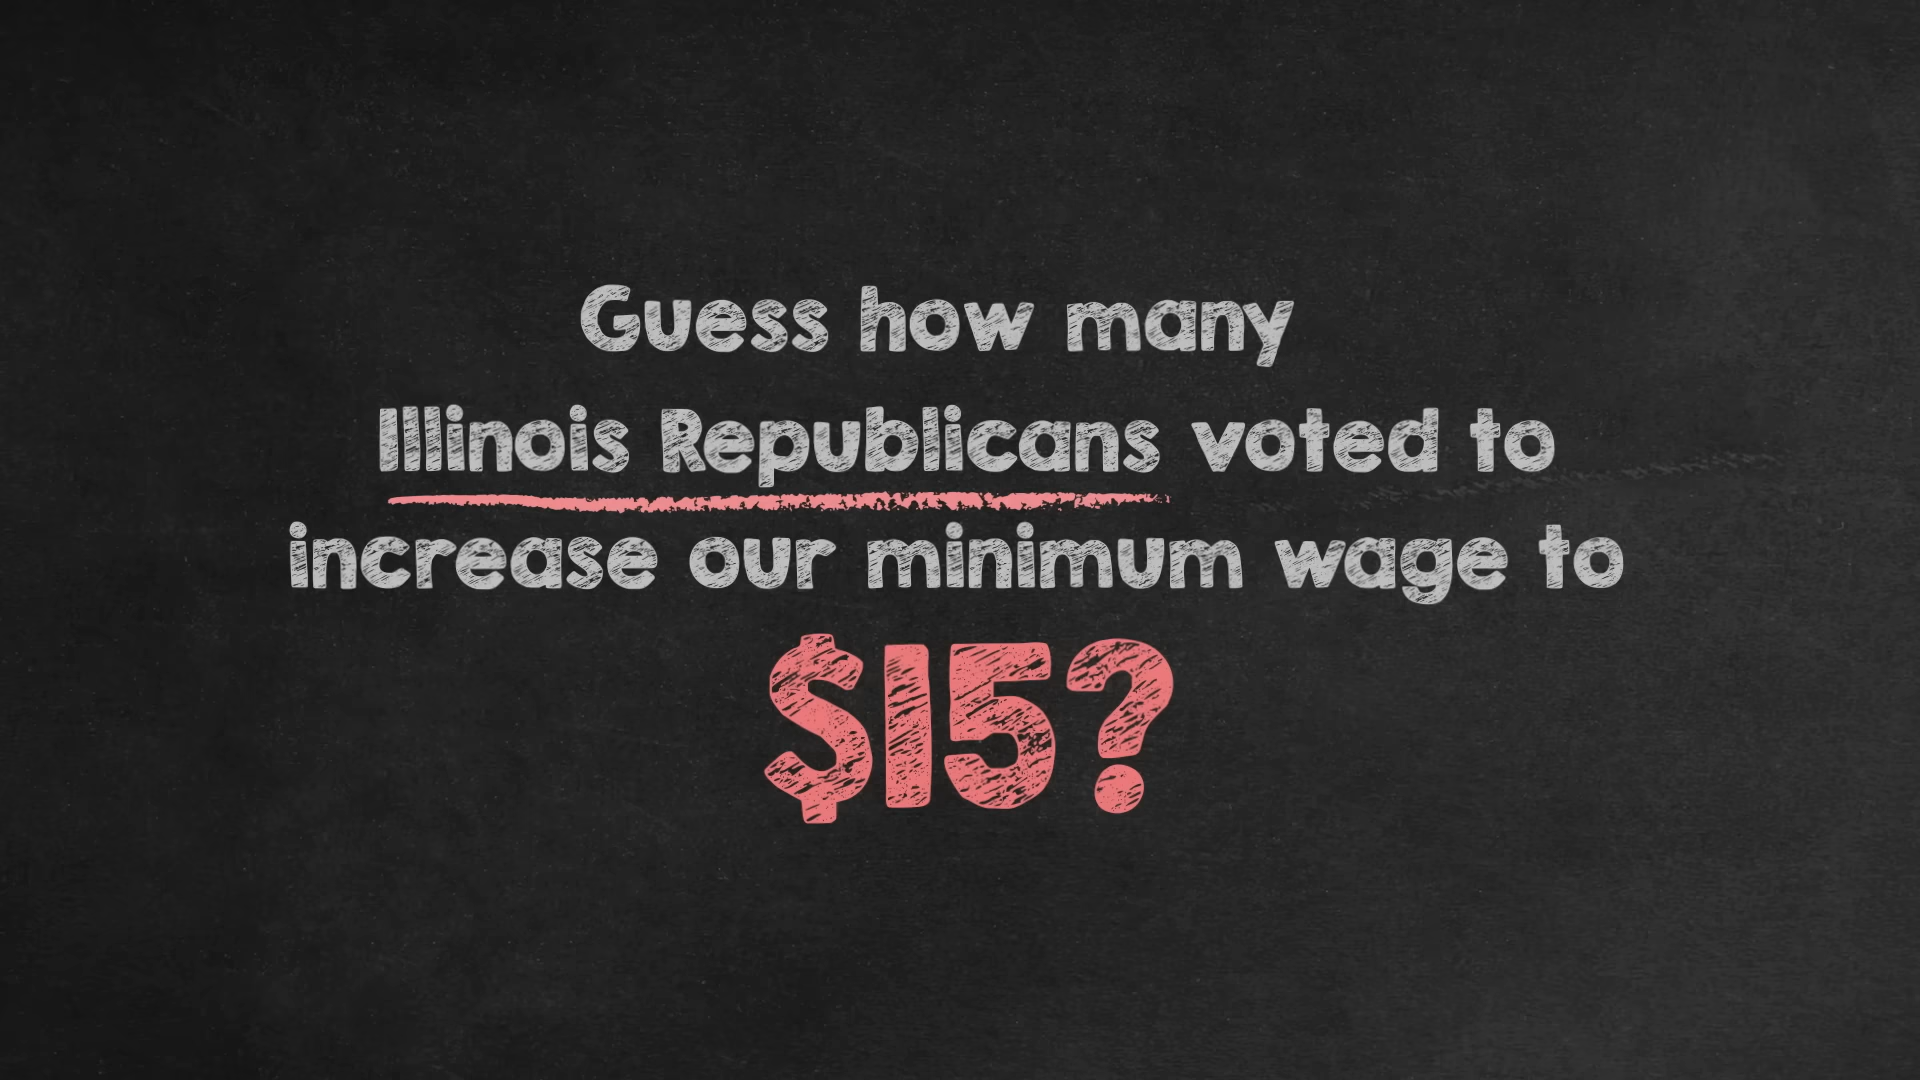 Guess how many
Illinois Republicans voted to
increase our minimum wage to
$15?